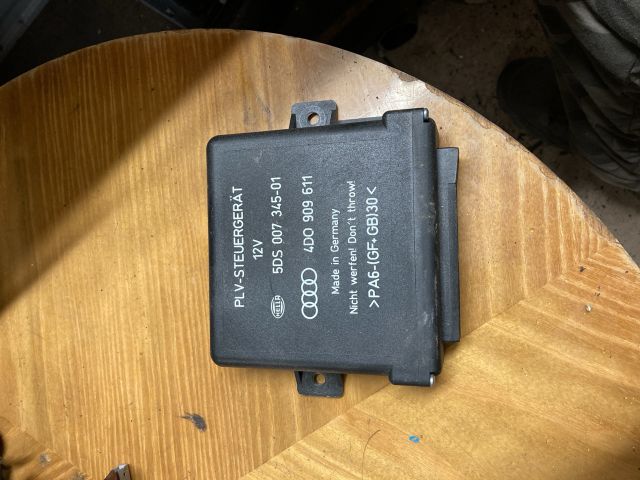 PLV-STEUERGERÄT
12V
5DS 007 345-01
HELLA
4D0 909 611
Made in Germany
Nicht werfen! Don't throw!
>PA6-(GF+GB)30<